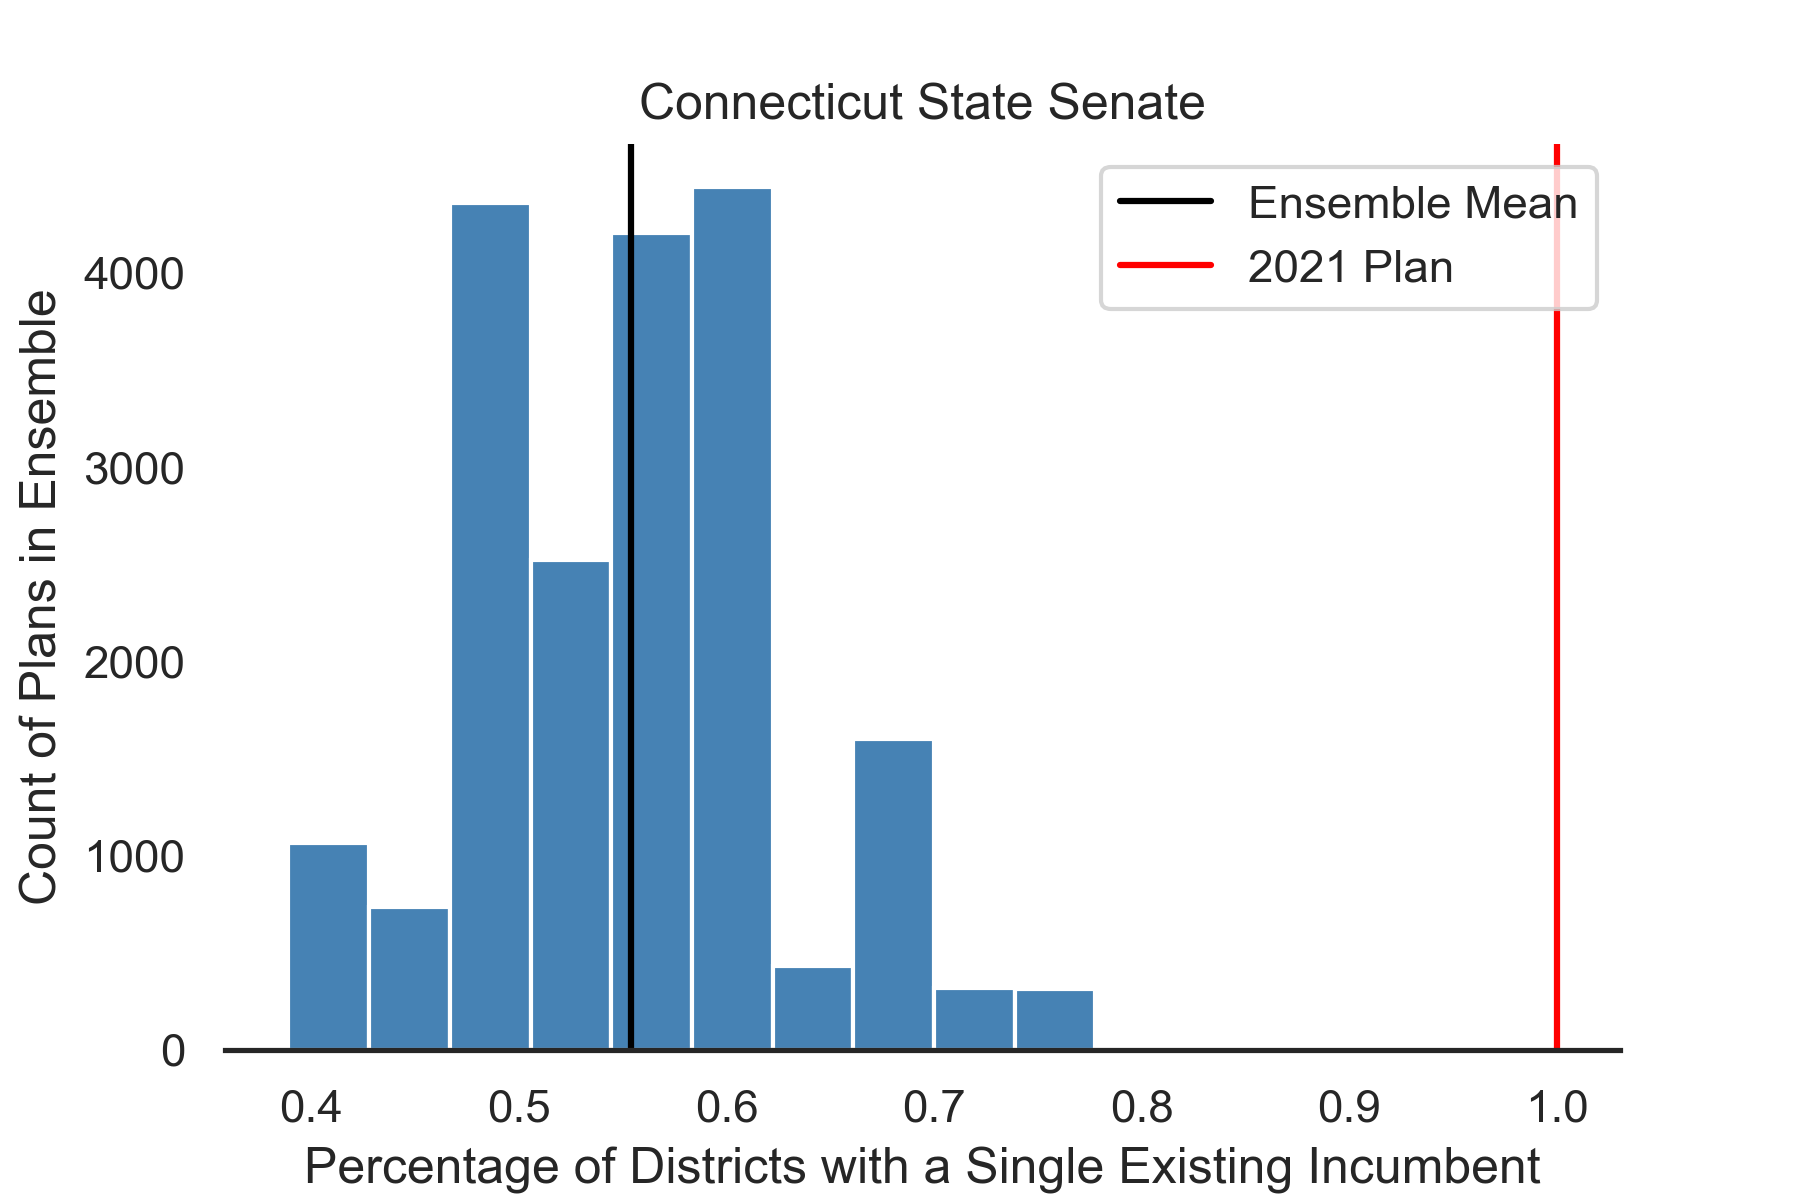 Connecticut State Senate
Ensemble Mean
2021 Plan
Count of Plans in Ensemble
4000
3000
2000
1000
0
0.4 0.5 0.6 0.7 0.8 0.9 1.0
Percentage of Districts with a Single Existing Incumbent